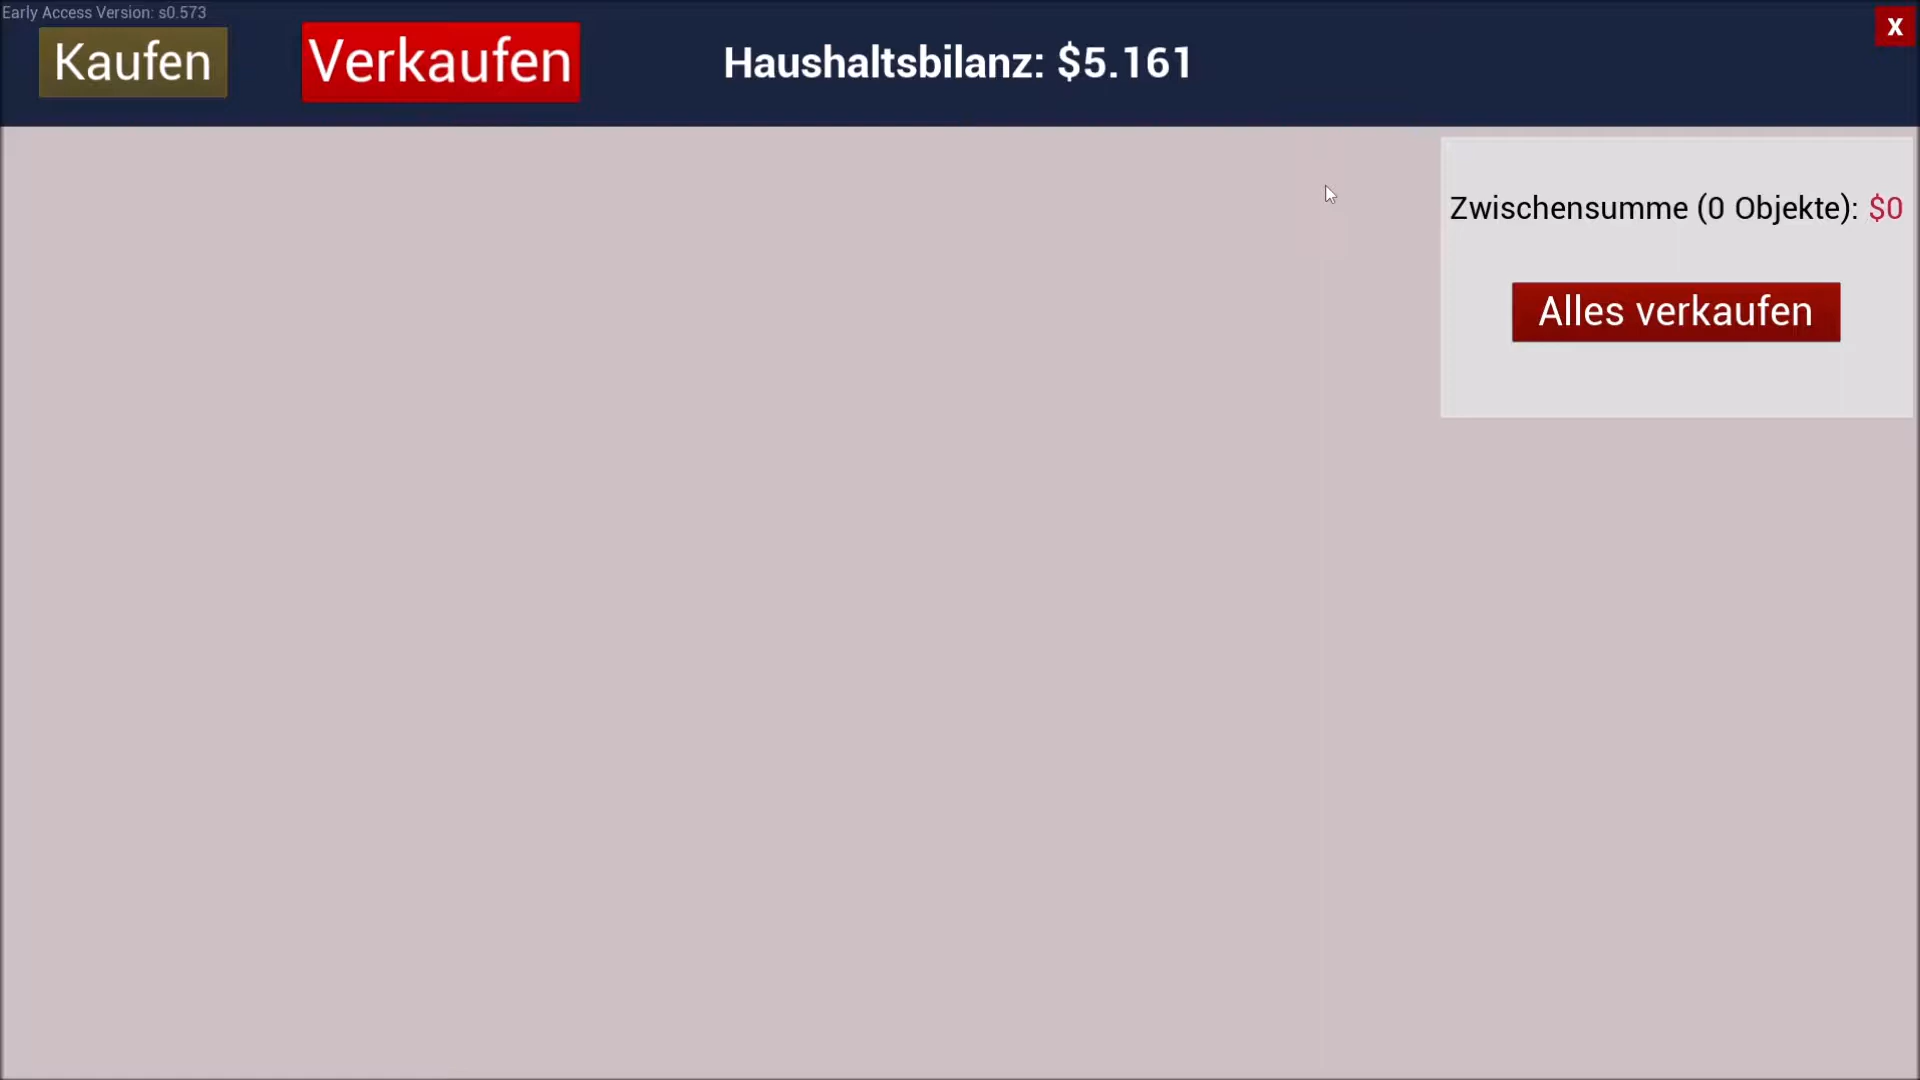 Early Access Version: s0.573
Kaufen
Verkaufen
Haushaltsbilanz: $5.161
X
Zwischensumme (0 Objekte): $0
Alles verkaufen